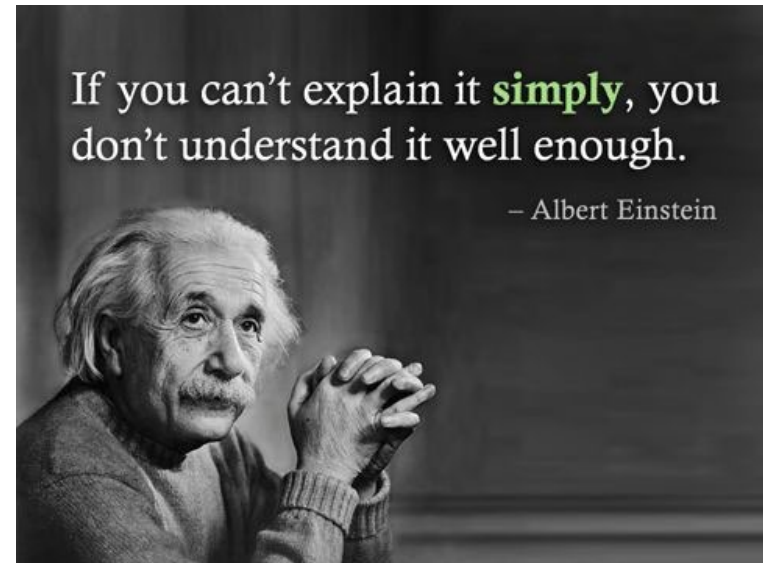 If you can’t explain it simply, you
don’t understand it well enough.
– Albert Einstein